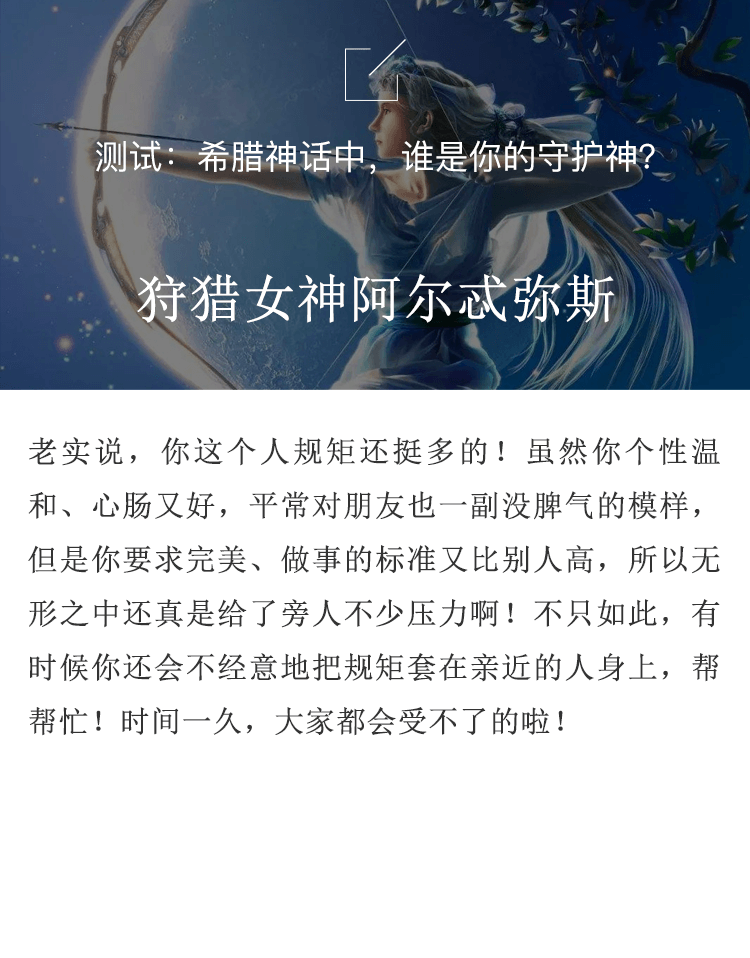 测试：希腊神话中，谁是你的守护神？
狩猎女神阿尔忒弥斯
老实说，你这个人规矩还挺多的！虽然你个性温
和、心肠又好，平常对朋友也一副没脾气的模样，
但是你要求完美、做事的标准又比别人高，所以无
形之中还真是给了旁人不少压力啊！不只如此，有
时候你还会不经意地把规矩套在亲近的人身上，帮
帮忙！时间一久，大家都会受不了的啦！